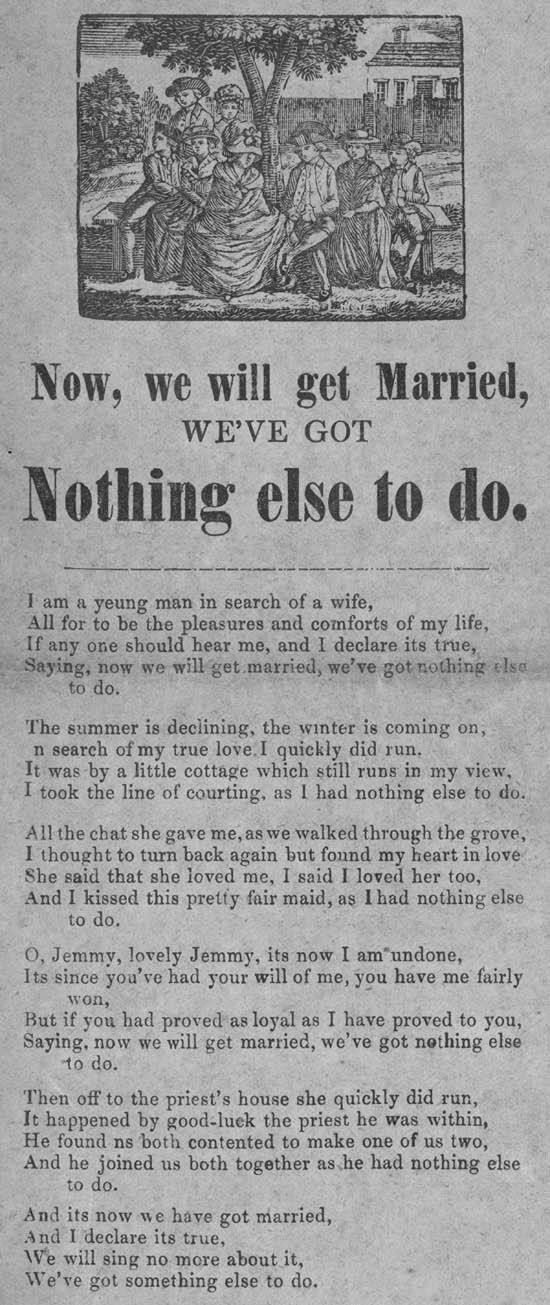 Now, we will get Married,
WE'VE GOT
Nothing else to do.
I am a yeung man in search of a wife,
All for to be the pleasures and comforts of my life,
If any one should hear me, and I declare its true,
Saying, now we will get married, we've got nothing else
to do.
The summer is declining, the winter is coming on,
n search of my true love I quickly did run.
It was by a little cottage which still runs in my view,
I took the line of courting, as I had nothing else to do.
All the chat she gave me, as we walked through the grove,
I thought to turn back again but found my heart in love
She said that she loved me, I said I loved her too,
And I kissed this pretty fair maid, as I had nothing else
to do.
O, Jemmy, lovely Jemmy, its now I am undone,
Its since you've had your will of me, you have me fairly
won,
But if you had proved as loyal as I have proved to you,
Saying, now we will get married, we've got nothing else
to do.
Then off to the priest's house she quickly did run,
It happened by good-luck the priest he was within,
He found ns both contented to make one of us two,
And he joined us both together as he had nothing else
to do.
And its now we have got married,
And I declare its true,
We will sing no more about it,
We've got something else to do.